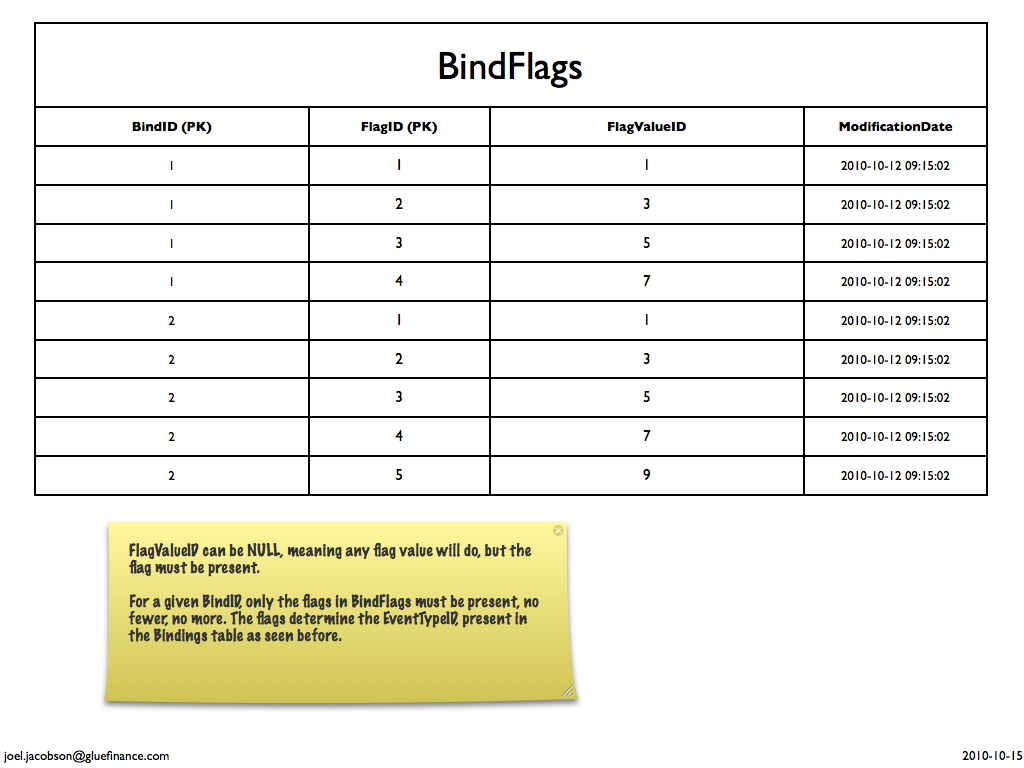 BindFlags
BindID (PK) FlagID (PK) FlagValueID ModificationDate
1 1 1 2010-10-12 09:15:02
1 2 3 2010-10-12 09:15:02
1 3 5 2010-10-12 09:15:02
1 4 7 2010-10-12 09:15:02
2 1 1 2010-10-12 09:15:02
2 2 3 2010-10-12 09:15:02
2 3 5 2010-10-12 09:15:02
2 4 7 2010-10-12 09:15:02
2 5 9 2010-10-12 09:15:02
FlagValueID can be NULL, meaning any flag value will do, but the
flag must be present.
For a given BindID, only the flags in BindFlags must be present, no
fewer, no more. The flags determine the EventTypeID, present in
the Bindings table as seen before.
joel.jacobson@gluefinance.com 2010-10-15